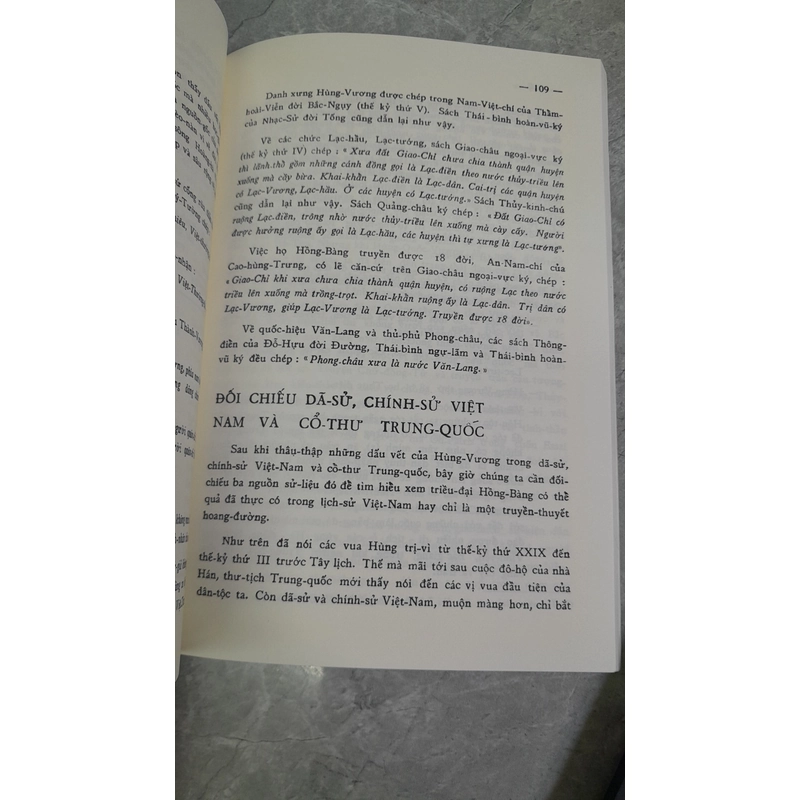 — 109 —
Danh xưng Hùng-Vương được chép trong Nam-Việt-chí của Thầm-
hoài-Viễn đời Bắc-Ngụy (thế kỷ thứ V). Sách Thái-bình hoàn-vũ-ký
của Nhạc-Sử đời Tống cũng dẫn lại như vậy.
Về các chức Lạc-hầu, Lạc-tướng, sách Giao-châu ngoại-vực ký
(thế kỷ thứ IV) chép : « Xưa đất Giao-Chỉ chưa chia thành quận huyện
thì lãnh-thổ gồm những cánh đồng gọi là Lạc-điền theo nước thủy-triều lên
xuống mà cầy bừa. Khai-khẩn Lạc-điền là Lạc-dân. Cai-trị các quận huyện
có Lạc-Vương, Lạc-hầu. Ở các huyện có Lạc-tướng.» Sách Thủy-kinh-chú
cũng dẫn lại như vậy. Sách Quảng-châu ký chép : « Đất Giao-Chỉ có
ruộng Lạc-điền, trông nhờ nước thủy-triều lên xuống mà cày cấy. Người
được hưởng ruộng ấy gọi là Lạc-hầu, các huyện thì tự xưng là Lạc-tướng».
Việc họ Hồng-Bàng truyền được 18 đời, An-Nam-chí của
Cao-hùng-Trưng, có lẽ căn-cứ trên Giao-châu ngoại-vực ký, chép :
« Giao-Chỉ khi xưa chưa chia thành quận huyện, có ruộng Lạc theo nước
triều lên xuống mà trồng-trọt. Khai-khẩn ruộng ấy là Lạc-dân. Trị dân có
Lạc-Vương, giúp Lạc-Vương là Lạc-tướng. Truyền được 18 đời».
Về quốc-hiệu Văn-Lang và thủ-phủ Phong-châu, các sách Thông-
điển của Đỗ-Hựu đời Đường, Thái-bình ngự-lãm và Thái-bình hoàn-
vũ ký đều chép : «Phong-châu xưa là nước Văn-Lang.»
ĐỐI CHIẾU DÃ-SỬ, CHÍNH-SỬ VIỆT
NAM VÀ CỔ-THƯ TRUNG-QUỐC
Sau khi thâu-thập những dấu vết của Hùng-Vương trong dã-sử,
chính-sử Việt-Nam và cổ-thư Trung-quốc, bây giờ chúng ta cần đối-
chiếu ba nguồn sử-liệu đó để tìm hiểu xem triều-đại Hồng-Bàng có thể
quả đã thực có trong lịch-sử Việt-Nam hay chỉ là một truyền-thuyết
hoang-đường.
Như trên đã nói các vua Hùng trị-vì từ thế-kỷ thứ XXIX đến
thế-kỷ thứ III trước Tây lịch. Thế mà mãi tới sau cuộc đô-hộ của nhà
Hán, thư-tịch Trung-quốc mới thấy nói đến các vị vua đầu tiên của
dân-tộc ta. Còn dã-sử và chính-sử Việt-Nam, muộn màng hơn, chỉ bắt